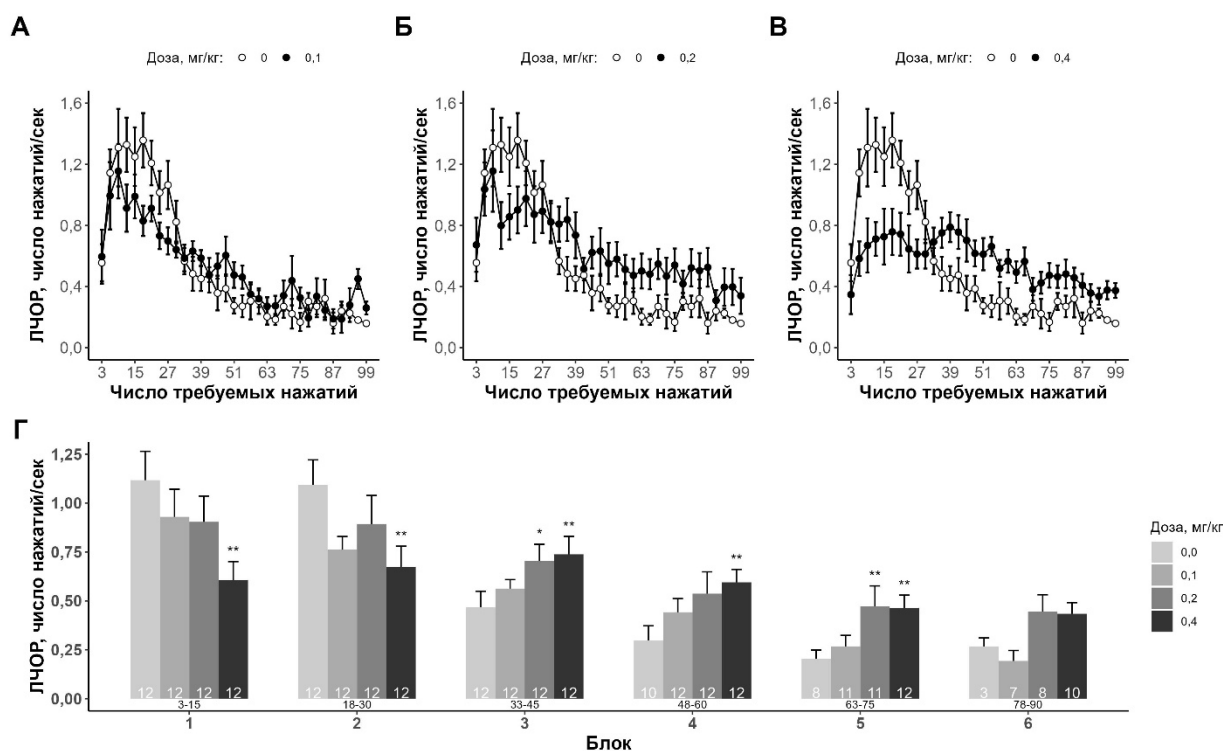 А
Доза, мг/кг: 0 0,1
ЛЧОР, число нажатий/сек
1,6
1,2
0,8
0,4
0,0
3 15 27 39 51 63 75 87 99
Число требуемых нажатий
Б
Доза, мг/кг: 0 0,2
ЛЧОР, число нажатий/сек
1,6
1,2
0,8
0,4
0,0
3 15 27 39 51 63 75 87 99
Число требуемых нажатий
В
Доза, мг/кг: 0 0,4
ЛЧОР, число нажатий/сек
1,6
1,2
0,8
0,4
0,0
3 15 27 39 51 63 75 87 99
Число требуемых нажатий
Г
ЛЧОР, число нажатий/сек
1,25
1,00
0,75
0,50
0,25
0,00
** ** * ** ** ** **
12 12 12 12 12 12 12 12 12 12 12 12 10 12 12 12 8 11 11 12 3 7 8 10
3-15 18-30 33-45 48-60 63-75 78-90
1 2 3 4 5 6
Блок
Доза, мг/кг
0,0
0,1
0,2
0,4